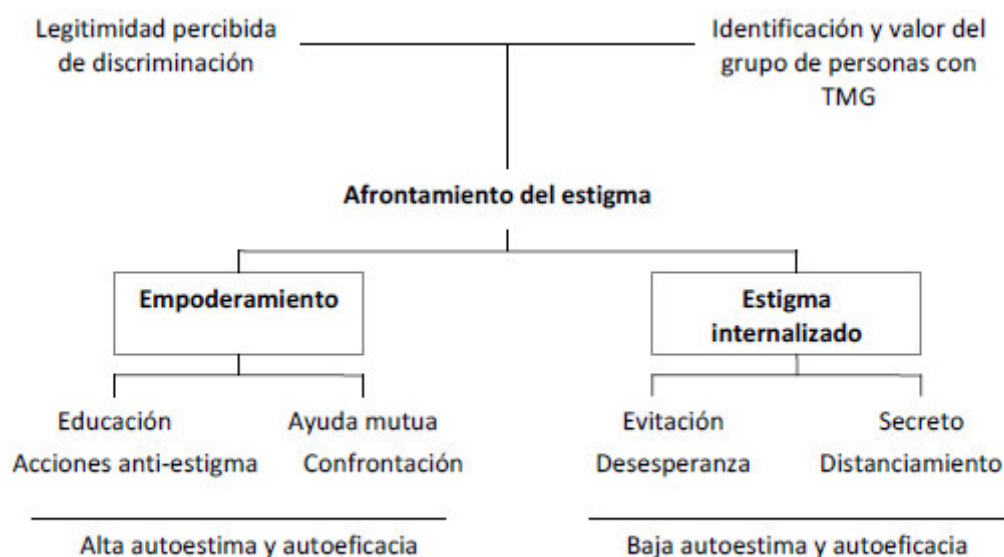 Legitimidad percibida
de discriminación
Identificación y valor del
grupo de personas con
TMG
Afrontamiento del estigma
Empoderamiento
Estigma
internalizado
Educación
Ayuda mutua
Evitación
Secreto
Acciones anti-estigma
Confrontación
Desesperanza
Distanciamiento
Alta autoestima y autoeficacia
Baja autoestima y autoeficacia